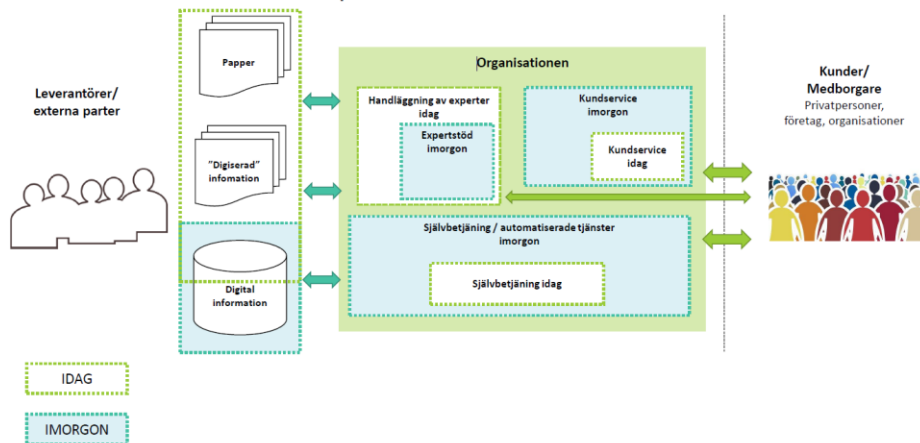 Leverantörer/
externa parter
Papper
"Digiserad"
infomation
Digital
information
Organisationen
Handläggning av experter
idag
Expertstöd
imorgon
Kundservice
imorgon
Kundservice
idag
Självbetjäning / automatiserade tjänster
imorgon
Självbetjäning idag
Kunder/
Medborgare
Privatpersoner,
företag, organisationer
IDAG
IMORGON